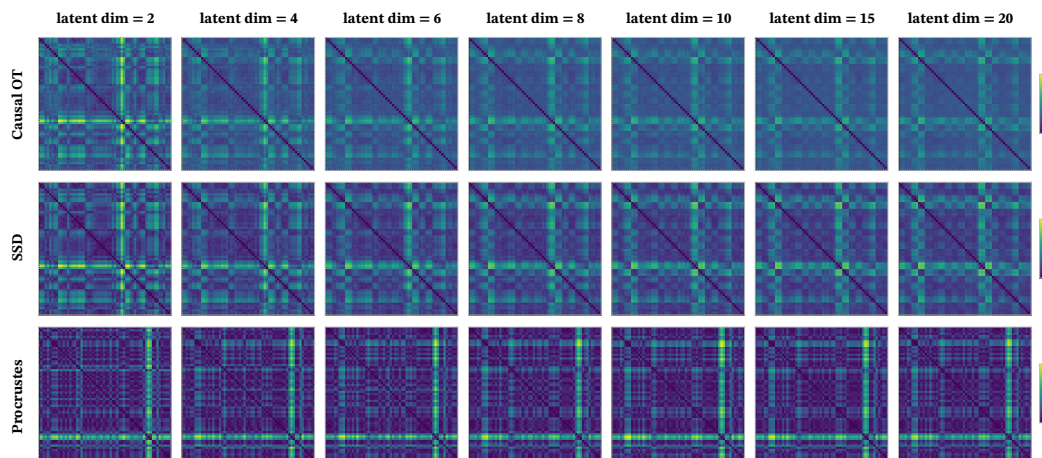 latent dim = 2 latent dim = 4 latent dim = 6 latent dim = 8 latent dim = 10 latent dim = 15 latent dim = 20
Causal OT
SSD
Procrustes